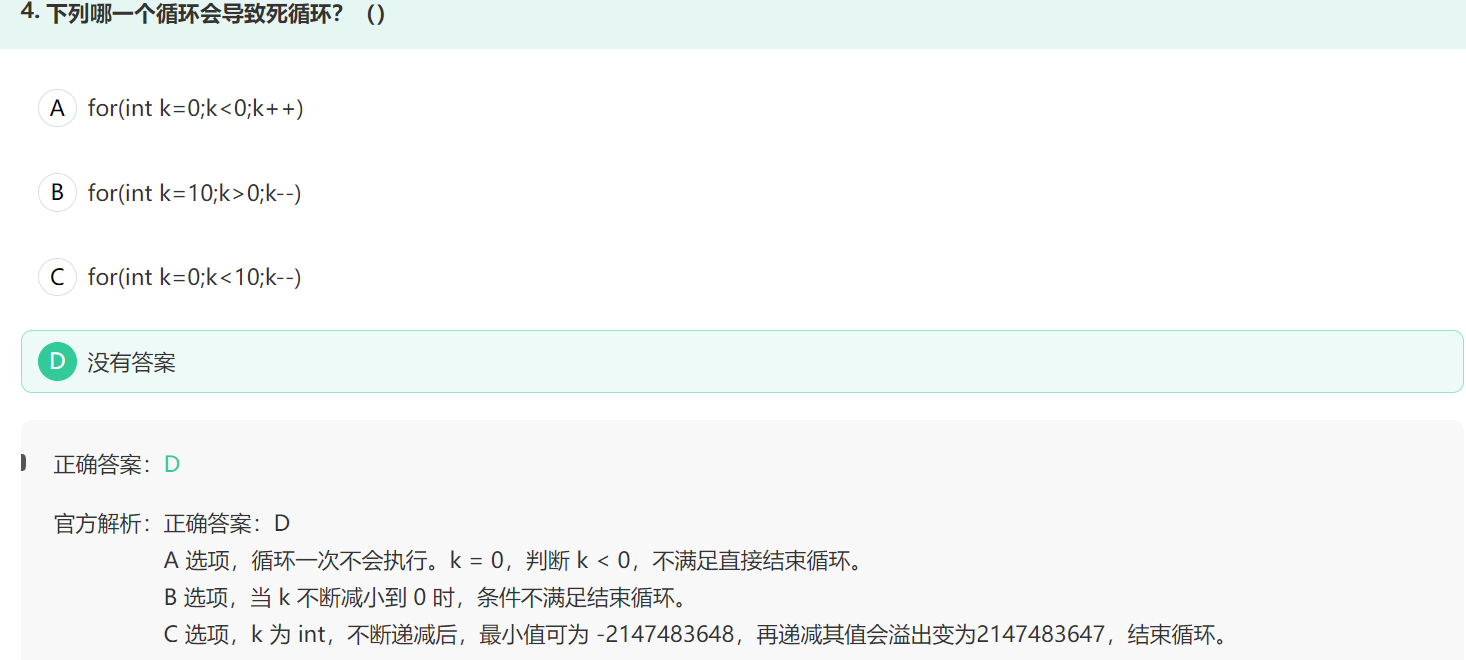 4. 下列哪一个循环会导致死循环？ （）
A for(int k=0;k<0;k++)
B for(int k=10;k>0;k--)
C for(int k=0;k<10;k--)
D 没有答案
正确答案：D
官方解析：正确答案：D
A 选项，循环一次不会执行。k = 0，判断 k < 0，不满足直接结束循环。
B 选项，当 k 不断减小到 0 时，条件不满足结束循环。
C 选项，k 为 int，不断递减后，最小值可为 -2147483648，再递减其值会溢出变为2147483647，结束循环。